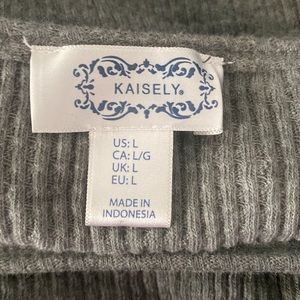 KAISELY®
US: L
CA: L/G
UK: L
EU: L
MADE IN
INDONESIA